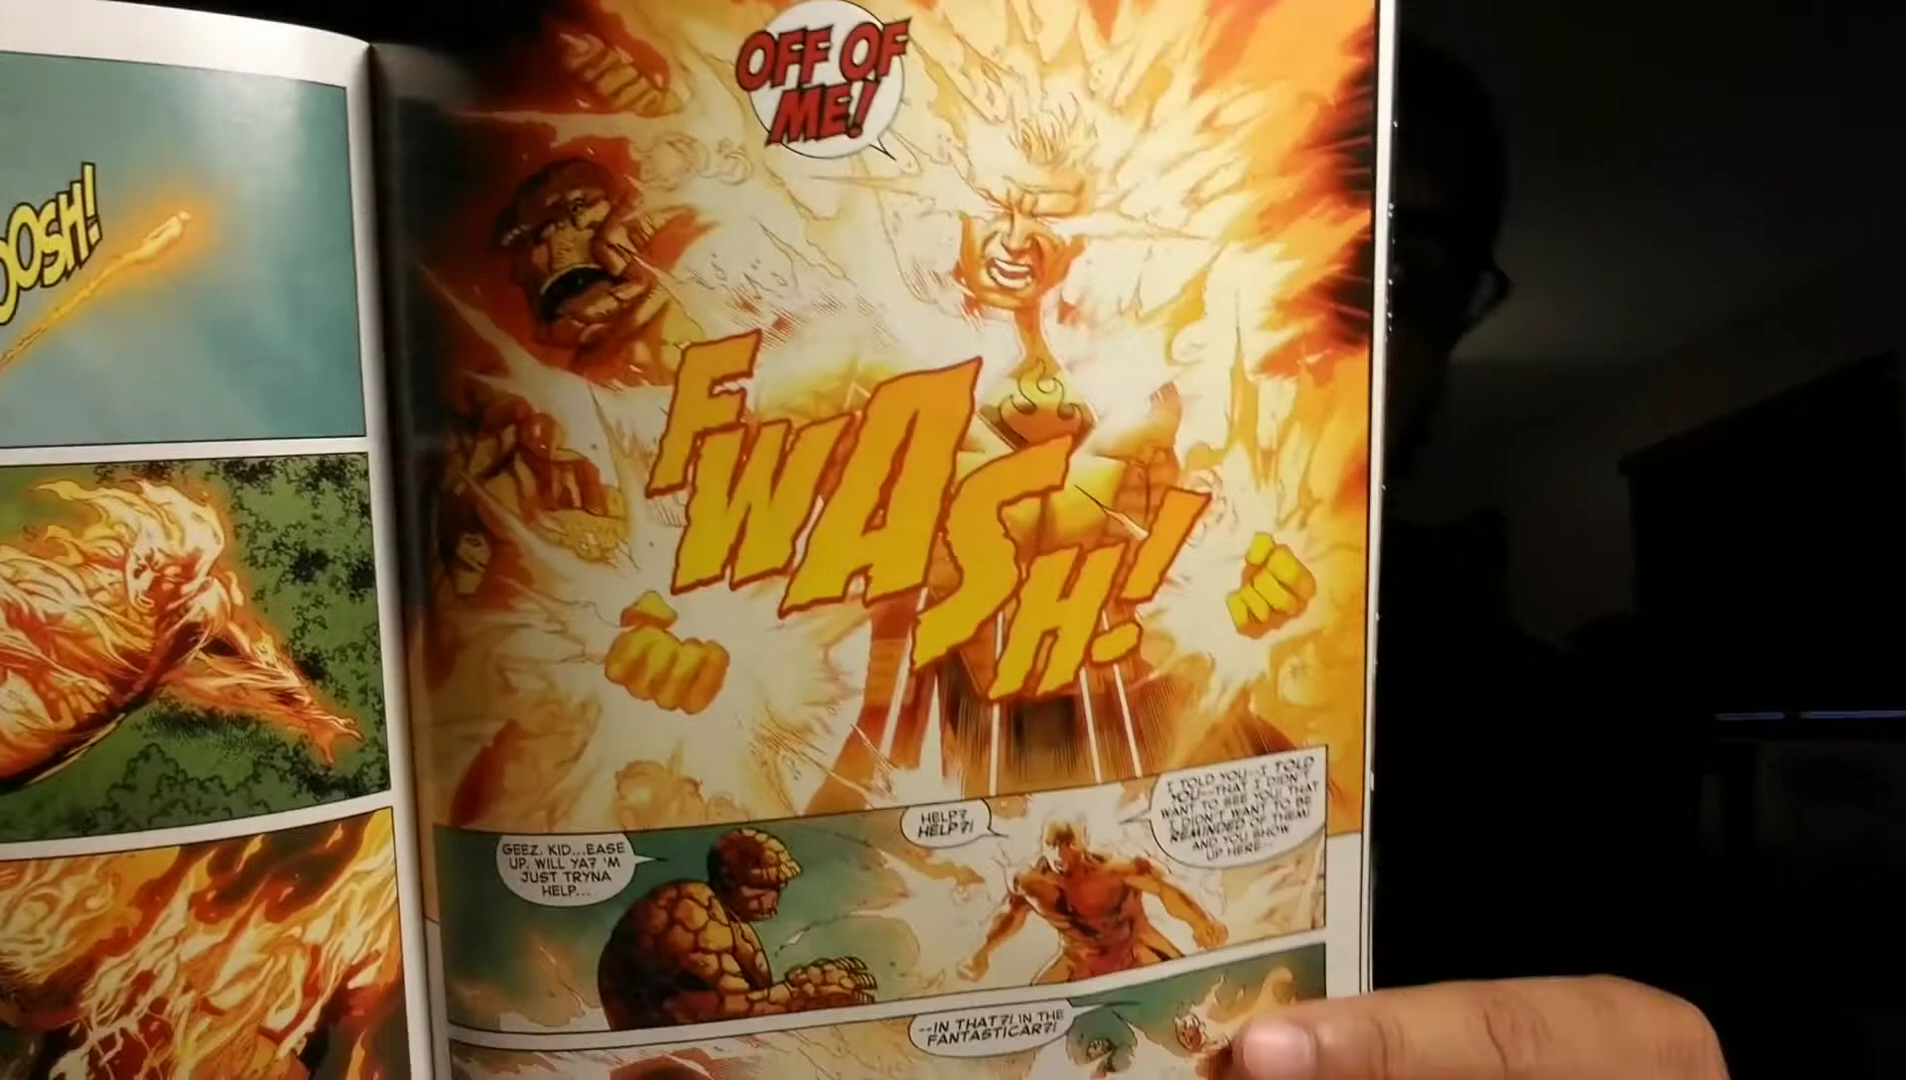 OOSH!
OFF OF
ME!
FWASH!
GEEZ, KID...EASE
UP, WILL YA? 'M
JUST TRYNA
HELP...
HELP?
HELP?!
I TOLD YOU--I TOLD
YOU--THAT I DIDN'T
WANT TO SEE YOU! THAT
I DIDN'T WANT TO BE
REMINDED OF THEM!
AND YOU SHOW
UP HERE--
--IN THAT?! IN THE
FANTASTICAR?!